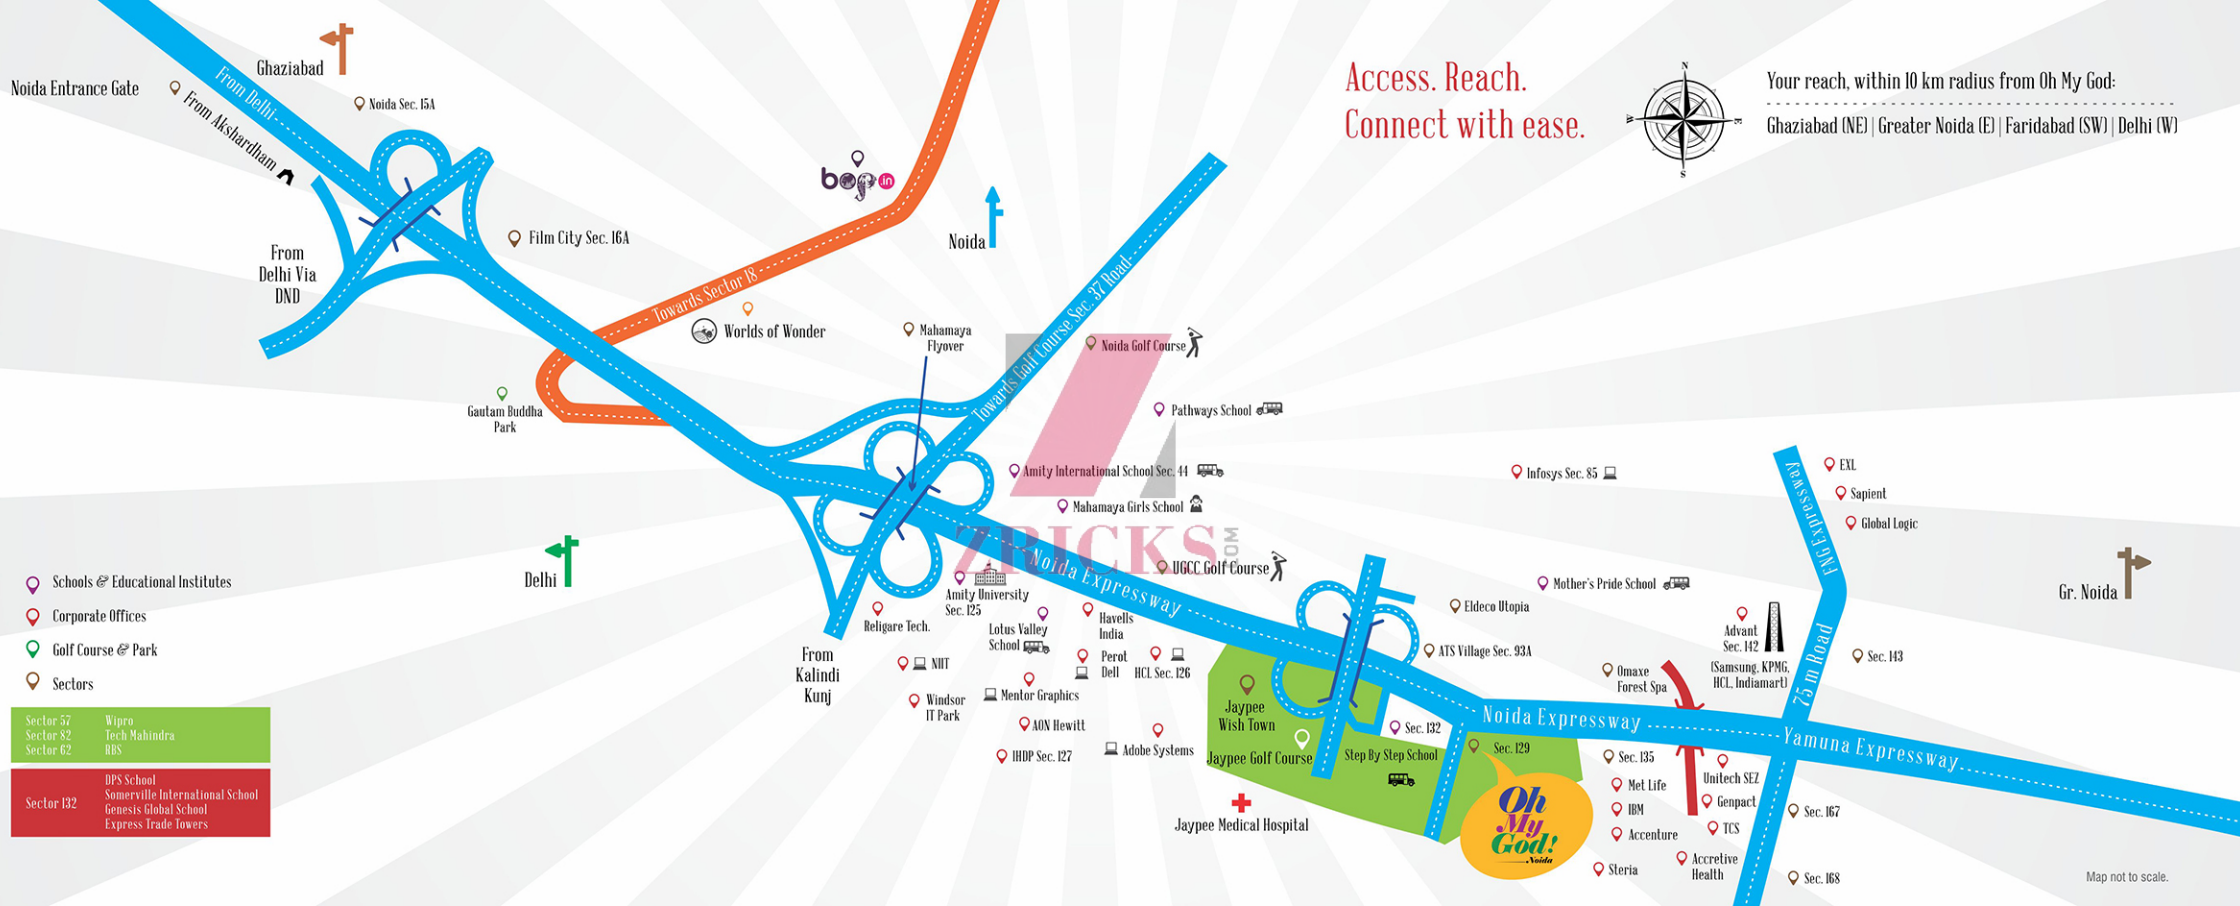 Noida Entrance Gate
Ghaziabad
From Delhi
From Akshardham
Noida Sec. 15A
From
Delhi Via
DND
Film City Sec. 16A
bop.in
Towards Sector 18
Worlds of Wonder
Gautam Buddha
Park
Noida
Mahamaya
Flyover
Towards Golf Course Sec. 37 Road
Access. Reach.
Connect with ease.
N
W
E
S
Your reach, within 10 km radius from Oh My God:
Ghaziabad (NE) | Greater Noida (E) | Faridabad (SW) | Delhi (W)
Noida Golf Course
Pathways School
Amity International School Sec. 44
Mahamaya Girls School
ZRICKS.COM
UGCC Golf Course
Noida Expressway
Delhi
Schools & Educational Institutes
Corporate Offices
Golf Course & Park
Sectors
Sector 57 Wipro
Sector 82 Tech Mahindra
Sector 62 RBS
Sector 132
DPS School
Somerville International School
Genesis Global School
Express Trade Towers
From
Kalindi
Kunj
Religare Tech.
Amity University
Sec. 125
Lotus Valley
School
Havells
India
NIIT
Perot
Dell
HCL Sec. 126
Windsor
IT Park
Mentor Graphics
AON Hewitt
IHDP Sec. 127
Adobe Systems
Jaypee
Wish Town
Jaypee Golf Course
Jaypee Medical Hospital
Infosys Sec. 85
Mother's Pride School
Eldeco Utopia
ATS Village Sec. 93A
Sec. 132
Step By Step School
Sec. 129
Oh
My
God!
Noida
Noida Expressway
Omaxe
Forest Spa
Advant
Sec. 142
(Samsung, KPMG,
HCL, Indiamart)
EXL
Sapient
Global Logic
FNG Expressway
75 m Road
Sec. 143
Gr. Noida
Yamuna Expressway
Sec. 135
Met Life
IBM
Accenture
Steria
Unitech SEZ
Genpact
TCS
Accretive
Health
Sec. 167
Sec. 168
Map not to scale.